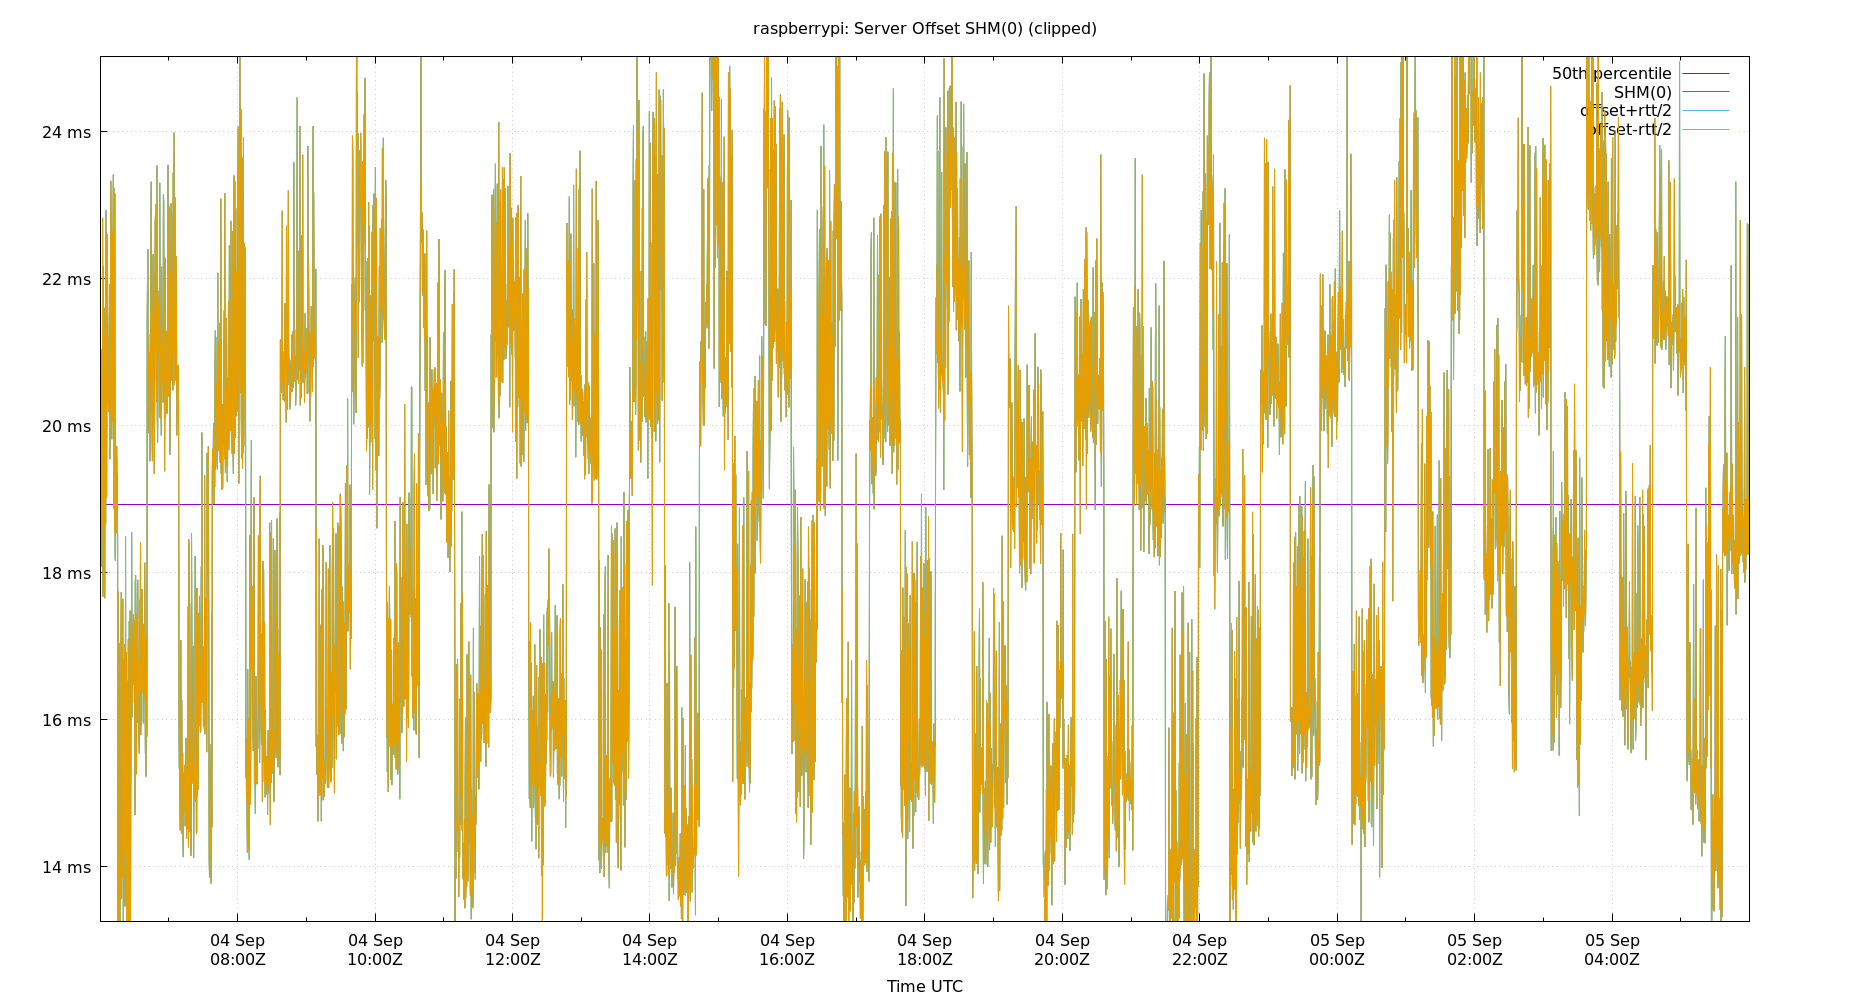 raspberrypi: Server Offset SHM(0) (clipped)
50th percentile
SHM(0)
offset+rtt/2
offset-rtt/2
24 ms
22 ms
20 ms
18 ms
16 ms
14 ms
04 Sep 04 Sep 04 Sep 04 Sep 04 Sep 04 Sep 04 Sep 04 Sep 05 Sep 05 Sep 05 Sep
08:00Z 10:00Z 12:00Z 14:00Z 16:00Z 18:00Z 20:00Z 22:00Z 00:00Z 02:00Z 04:00Z
Time UTC